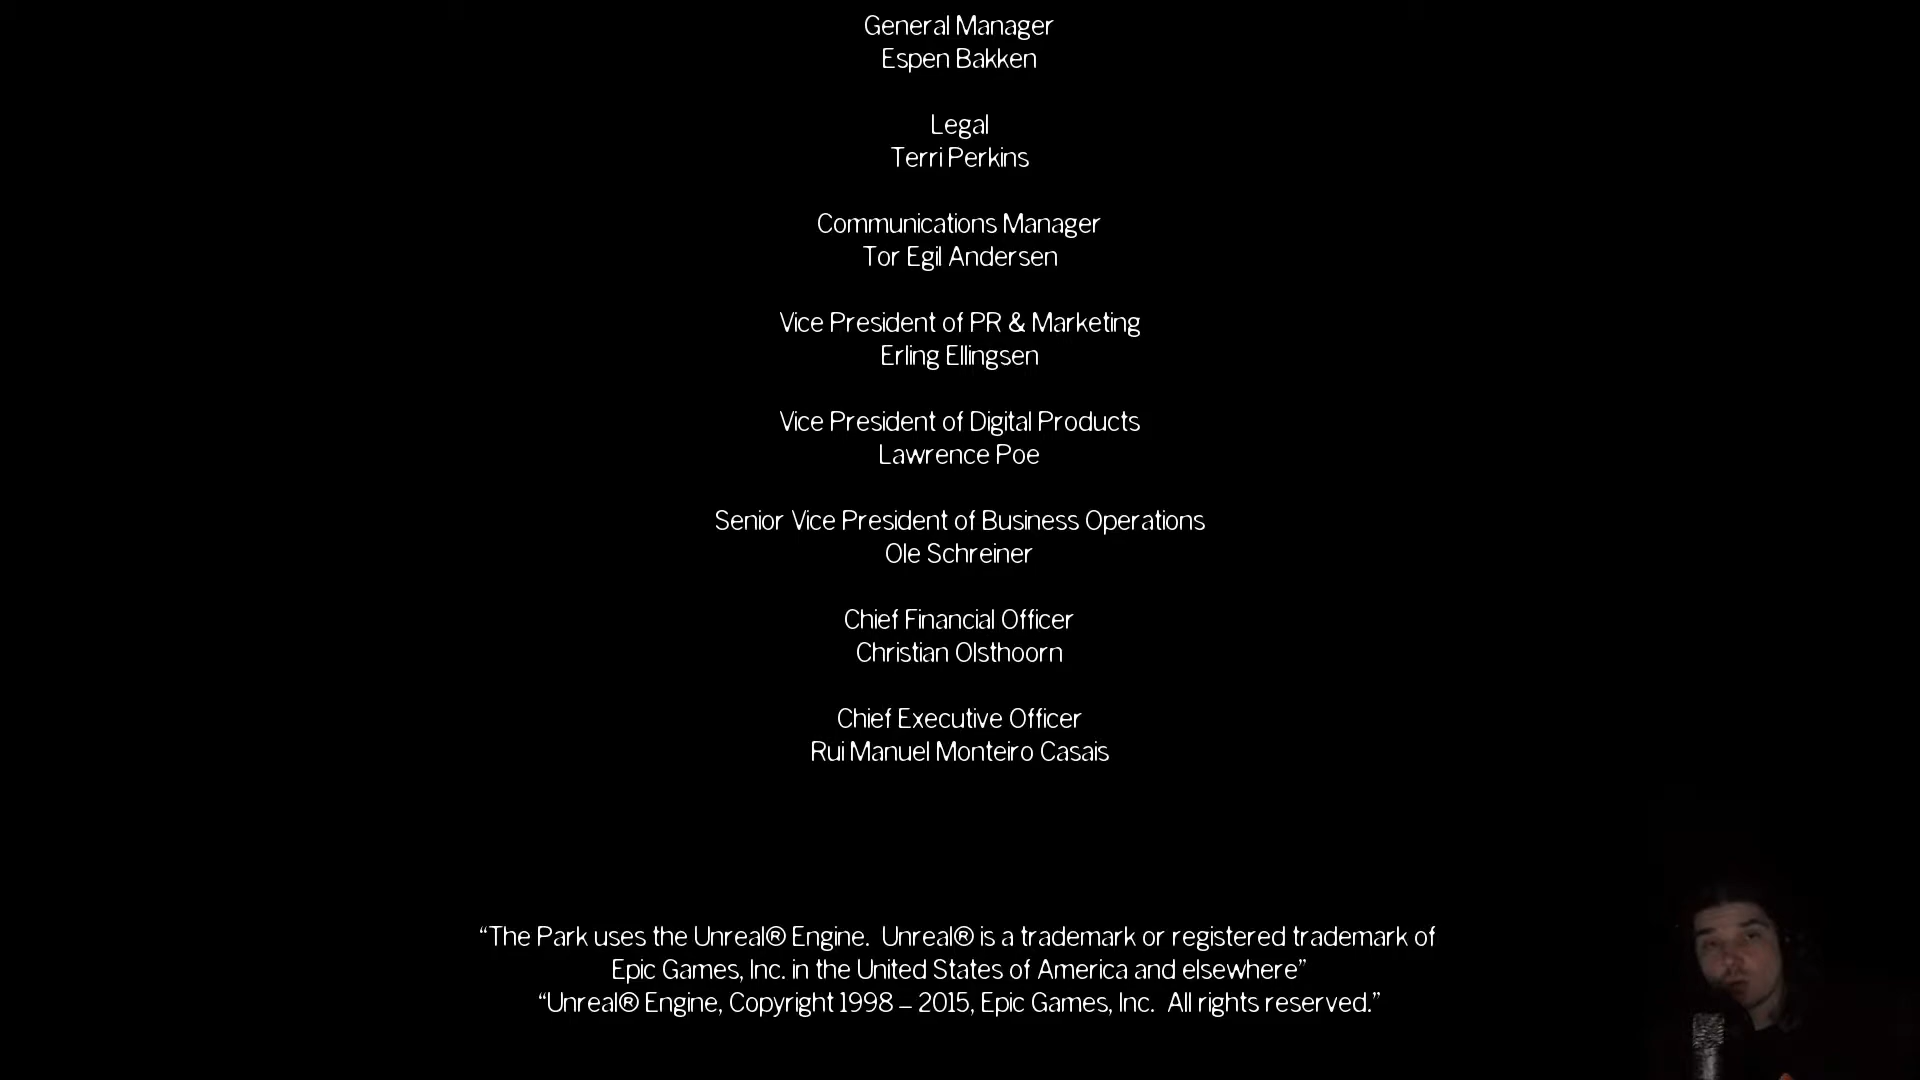 General Manager
Espen Bakken
Legal
Terri Perkins
Communications Manager
Tor Egil Andersen
Vice President of PR & Marketing
Erling Ellingsen
Vice President of Digital Products
Lawrence Poe
Senior Vice President of Business Operations
Ole Schreiner
Chief Financial Officer
Christian Olsthoorn
Chief Executive Officer
Rui Manuel Monteiro Casais
“The Park uses the Unreal® Engine.  Unreal® is a trademark or registered trademark of
Epic Games, Inc. in the United States of America and elsewhere”
“Unreal® Engine, Copyright 1998 – 2015, Epic Games, Inc.  All rights reserved.”